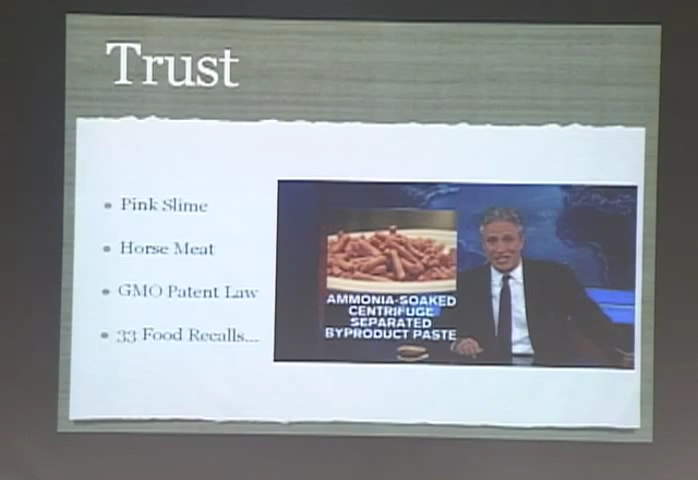 Trust
Pink Slime
Horse Meat
GMO Patent Law
33 Food Recalls...
AMMONIA-SOAKED
CENTRIFUGE
SEPARATED
BYPRODUCT PASTE